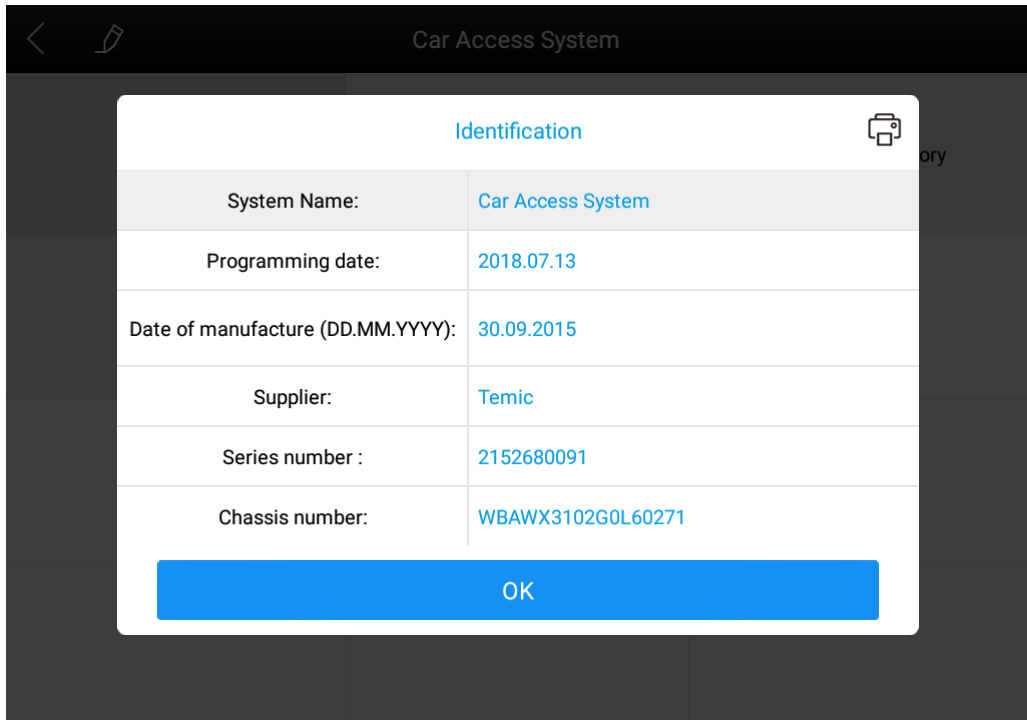 Car Access System
Identification
ory
System Name: Car Access System
Programming date: 2018.07.13
Date of manufacture (DD.MM.YYYY): 30.09.2015
Supplier: Temic
Series number : 2152680091
Chassis number: WBAWX3102G0L60271
OK